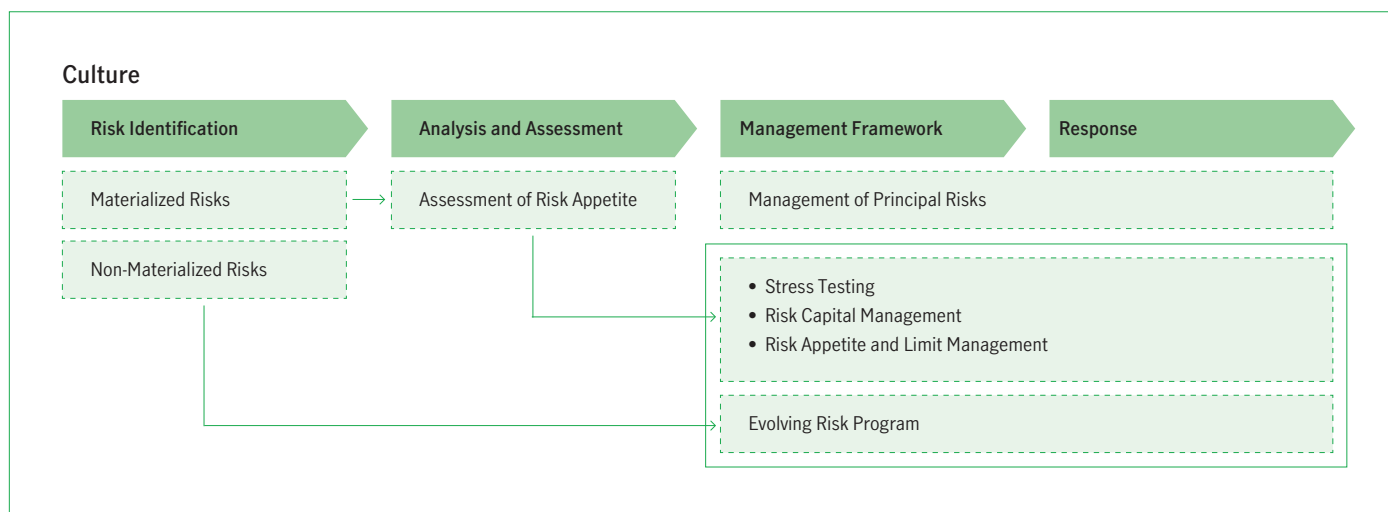 Culture
Risk Identification
Analysis and Assessment
Management Framework
Response
Materialized Risks
Assessment of Risk Appetite
Management of Principal Risks
Non-Materialized Risks
• Stress Testing
• Risk Capital Management
• Risk Appetite and Limit Management
Evolving Risk Program